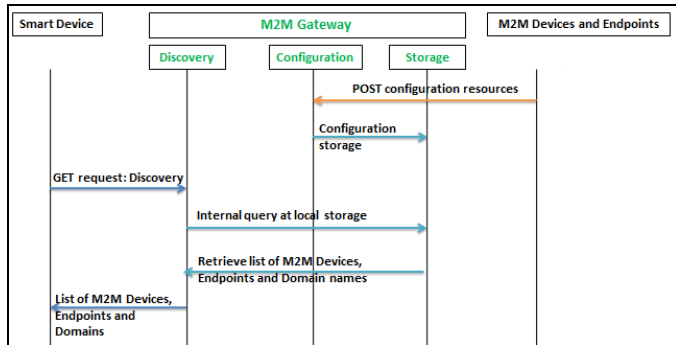 Smart Device
M2M Gateway
M2M Devices and Endpoints
Discovery
Configuration
Storage
POST configuration resources
Configuration
storage
GET request: Discovery
Internal query at local storage
Retrieve list of M2M Devices,
Endpoints and Domain names
List of M2M Devices,
Endpoints and
Domains